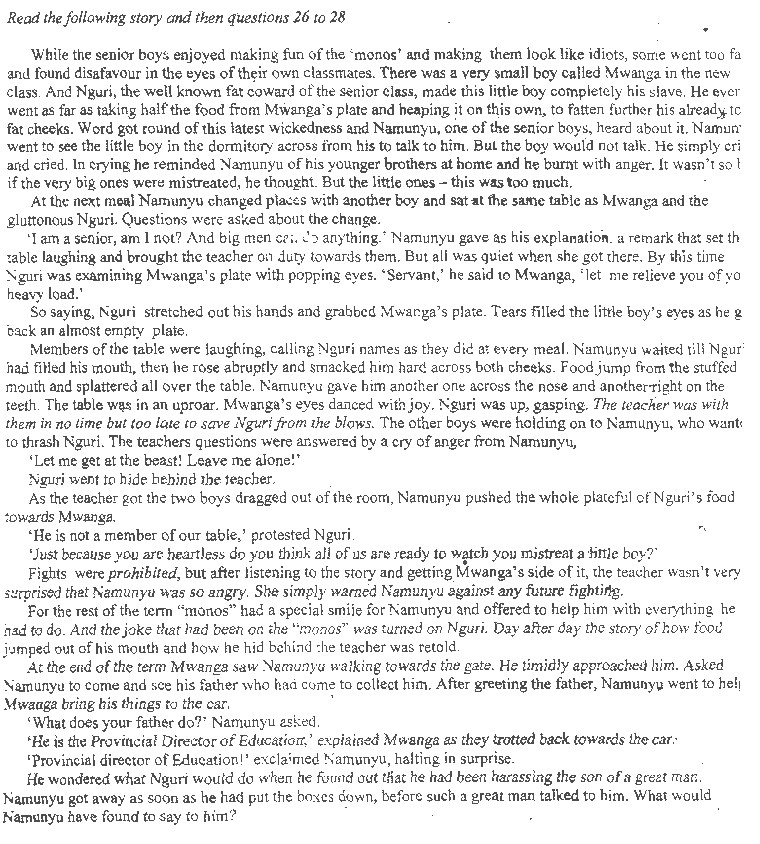 Read the following story and then questions 26 to 28
While the senior boys enjoyed making fun of the 'monos' and making them look like idiots, some went too fa
and found disafavour in the eyes of their own classmates. There was a very small boy called Mwanga in the new
class. And Nguri, the well known fat coward of the senior class, made this little boy completely his slave. He ever
went as far as taking half the food from Mwanga's plate and heaping it on this own, to fatten further his already tc
fat cheeks. Word got round of this latest wickedness and Namunyu, one of the senior boys, heard about it. Namun
went to see the little boy in the dormitory across from his to talk to him. But the boy would not talk. He simply cri
and cried. In crying he reminded Namunyu of his younger brothers at home and he burnt with anger. It wasn't so l
if the very big ones were mistreated, he thought. But the little ones – this was too much.
At the next meal Namunyu changed places with another boy and sat at the same table as Mwanga and the
gluttonous Nguri. Questions were asked about the change.
'I am a senior, am I not? And big men do anything.' Namunyu gave as his explanation. a remark that set th
table laughing and brought the teacher on duty towards them. But all was quiet when she got there. By this time
Nguri was examining Mwanga's plate with popping eyes. 'Servant,' he said to Mwanga, 'let me relieve you of yo
heavy load.'
So saying, Nguri stretched out his hands and grabbed Mwanga's plate. Tears filled the little boy's eyes as he g
back an almost empty plate.
Members of the table were laughing, calling Nguri names as they did at every meal. Namunyu waited till Ngur
had filled his mouth, then he rose abruptly and smacked him hard across both cheeks. Food jump from the stuffed
mouth and splattered all over the table. Namunyu gave him another one across the nose and another right on the
teeth. The table was in an uproar. Mwanga's eyes danced with joy. Nguri was up, gasping. The teacher was with
them in no time but too late to save Nguri from the blows. The other boys were holding on to Namunyu, who want
to thrash Nguri. The teachers questions were answered by a cry of anger from Namunyu,
'Let me get at the beast! Leave me alone!'
Nguri went to hide behind the teacher.
As the teacher got the two boys dragged out of the room, Namunyu pushed the whole plateful of Nguri's food
towards Mwanga.
'He is not a member of our table,' protested Nguri.
'Just because you are heartless do you think all of us are ready to watch you mistreat a little boy?'
Fights were prohibited, but after listening to the story and getting Mwanga's side of it, the teacher wasn't very
surprised that Namunyu was so angry. She simply warned Namunyu against any future fighting.
For the rest of the term "monos" had a special smile for Namunyu and offered to help him with everything he
had to do. And the joke that had been on the "monos" was turned on Nguri. Day after day the story of how food
jumped out of his mouth and how he hid behind the teacher was retold.
At the end of the term Mwanga saw Namunyu walking towards the gate. He timidly approached him. Asked
Namunyu to come and see his father who had come to collect him. After greeting the father, Namunyu went to hel
Mwanga bring his things to the car.
'What does your father do?' Namunyu asked.
'He is the Provincial Director of Education,' explained Mwanga as they trotted back towards the car.
'Provincial director of Education!' exclaimed Namunyu, halting in surprise.
He wondered what Nguri would do when he found out that he had been harassing the son of a great man.
Namunyu got away as soon as he had put the boxes down, before such a great man talked to him. What would
Namunyu have found to say to him?